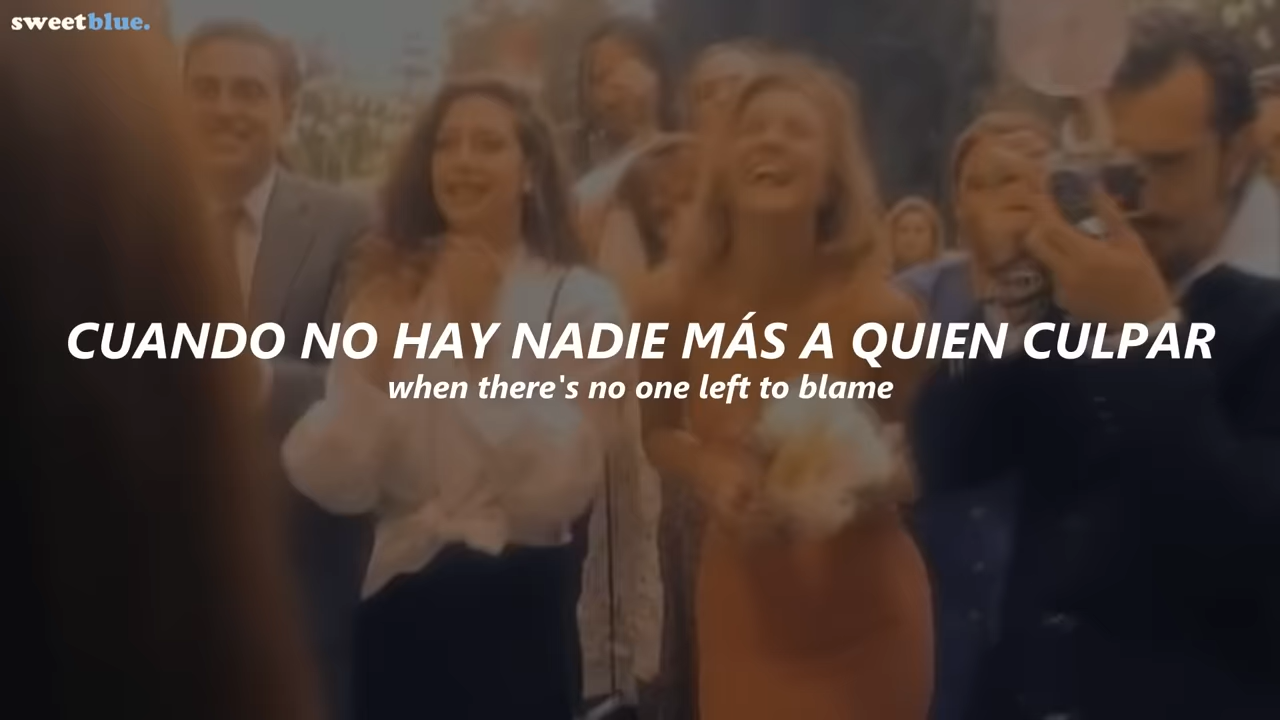 sweetblue.
CUANDO NO HAY NADIE MÁS A QUIEN CULPAR
when there's no one left to blame